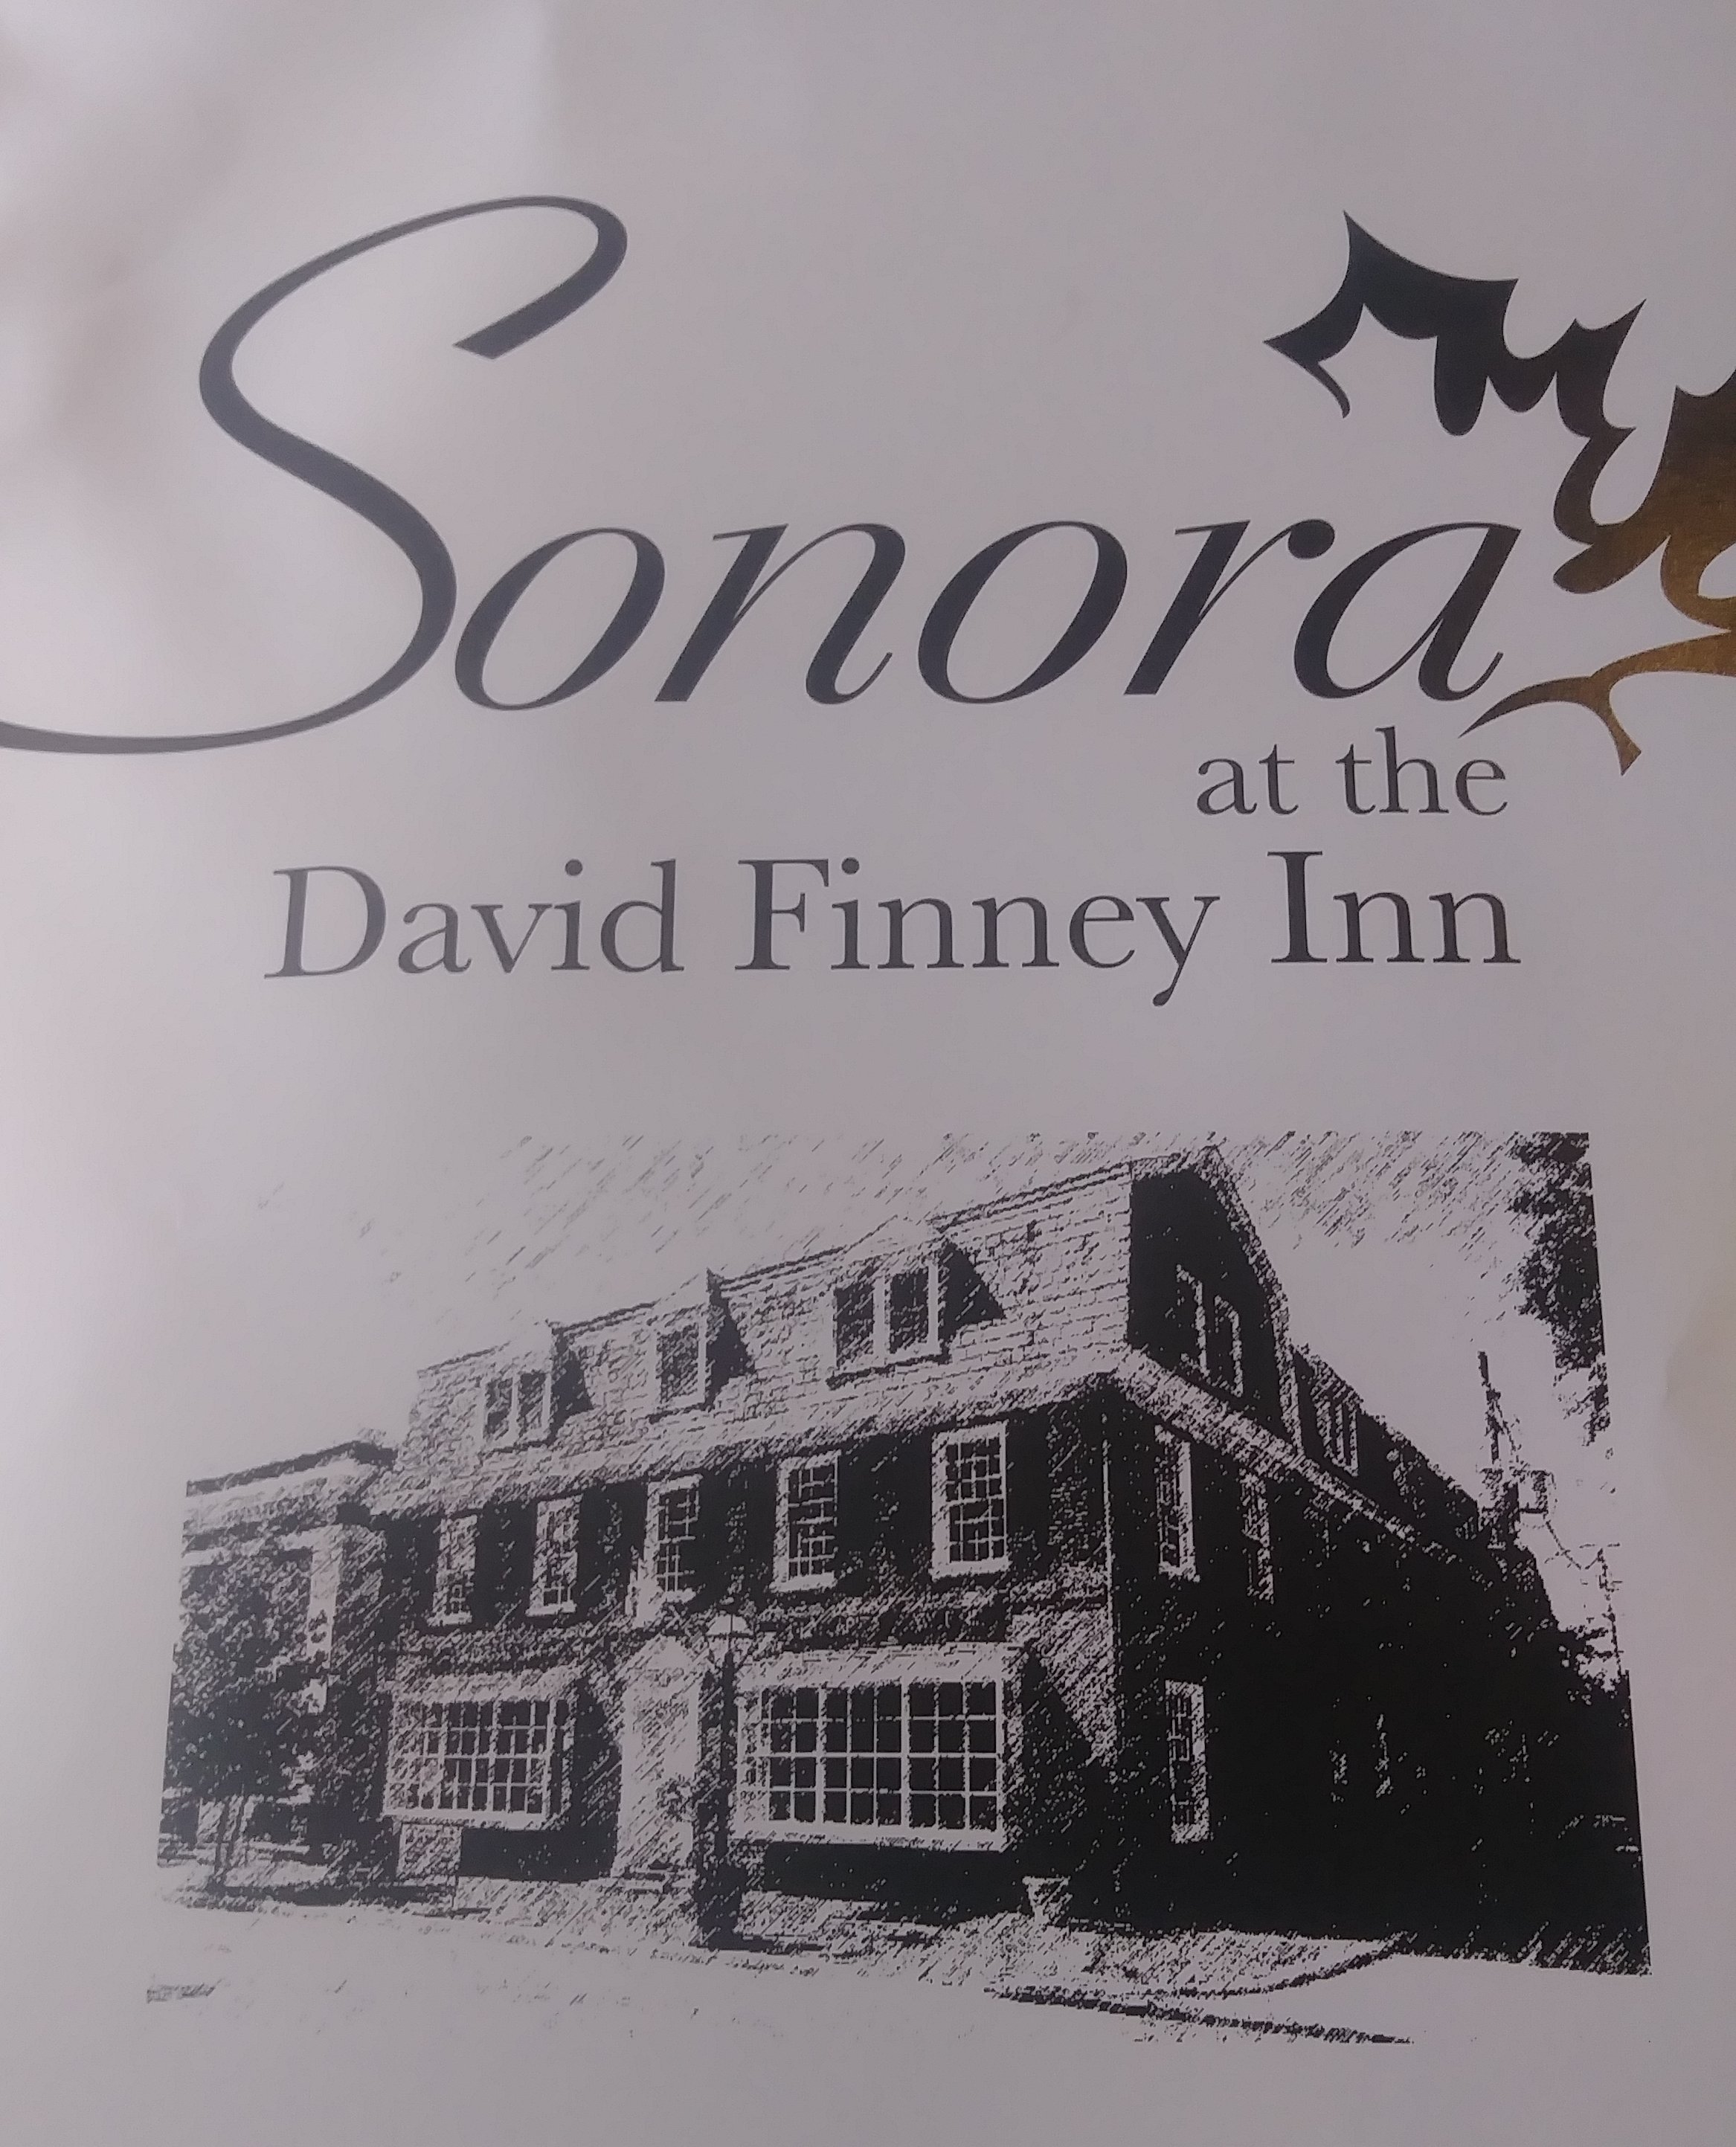 Sonora
at the
David Finney Inn